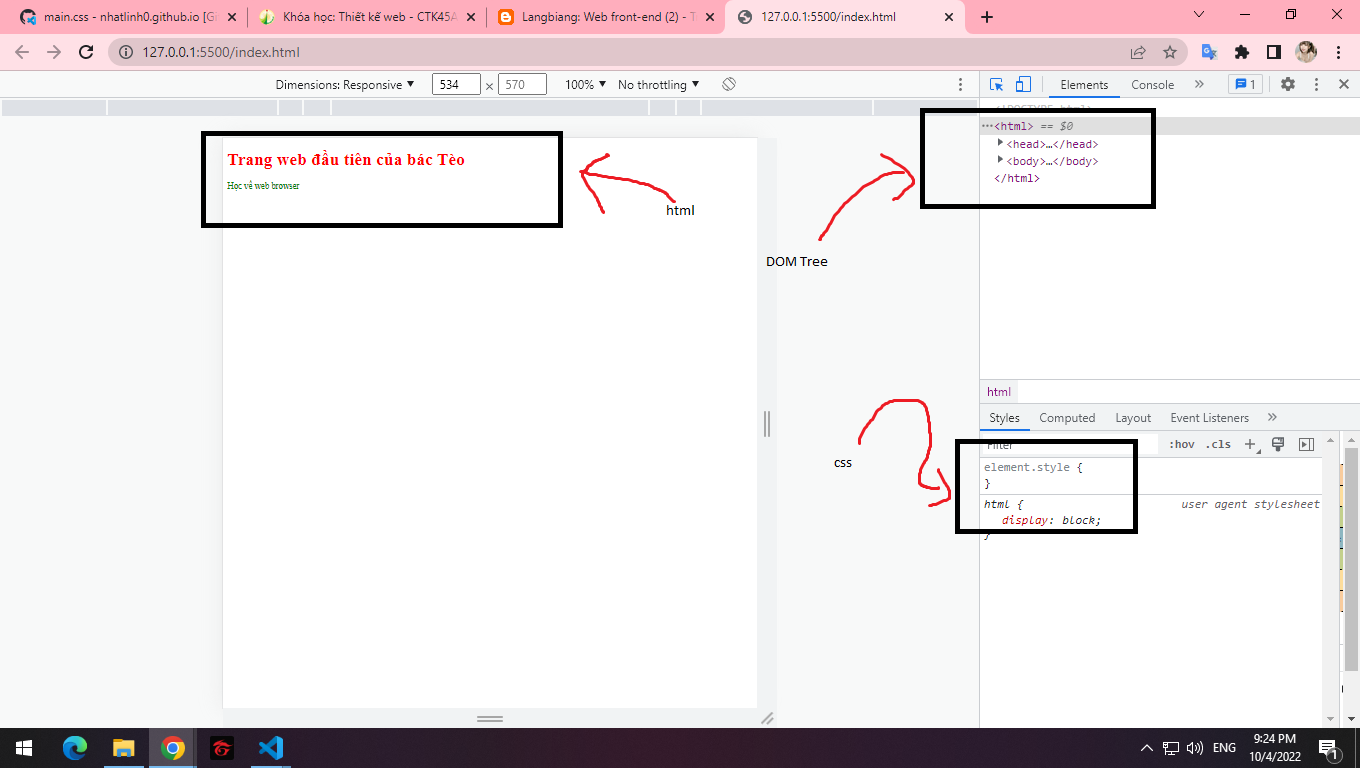 main.css - nhatlinh0.github.io [Gi
Khóa học: Thiết kế web - CTK45A
Langbiang: Web front-end (2) - T
127.0.0.1:5500/index.html
127.0.0.1:5500/index.html
Dimensions: Responsive 534 × 570 100% No throttling
Elements Console » 1
<!DOCTYPE html>
···<html> == $0
<head>…</head>
<body>…</body>
</html>
Trang web đầu tiên của bác Tèo
Học về web browser
html
DOM Tree
html
Styles Computed Layout Event Listeners »
Filter :hov .cls +
css
element.style {
}
html { user agent stylesheet
display: block;
}
ENG
9:24 PM
10/4/2022
1